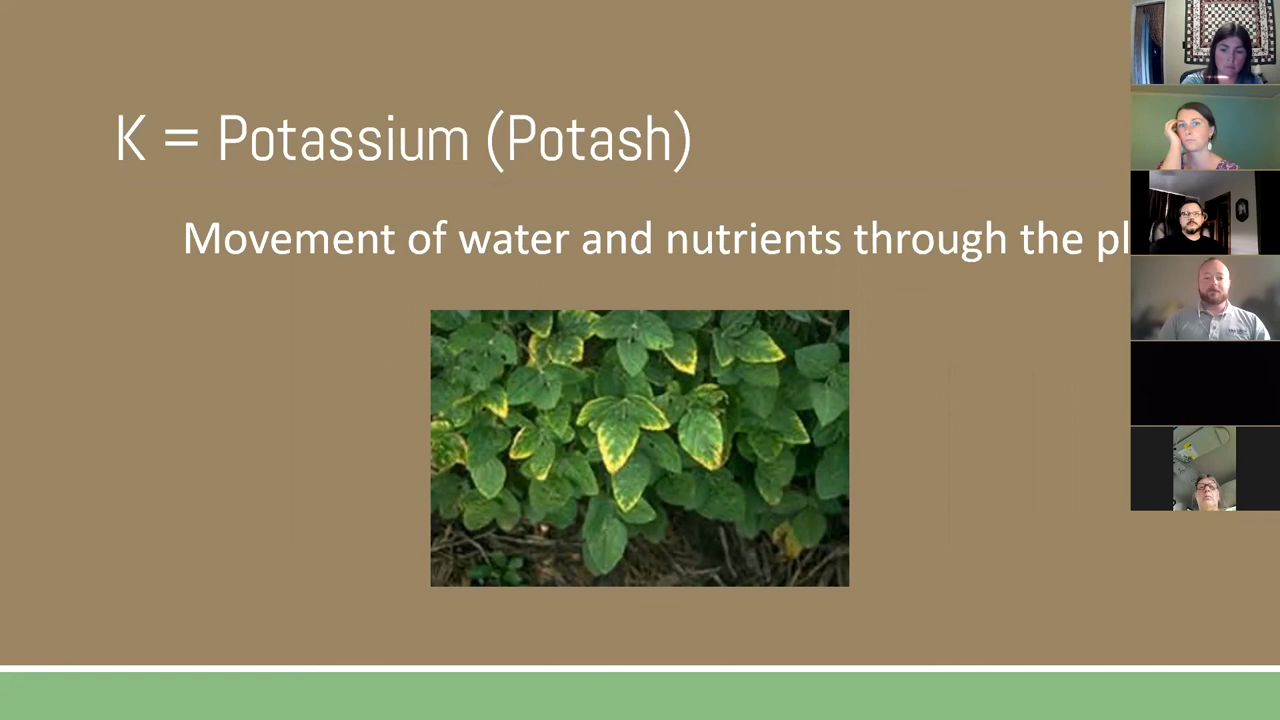 K = Potassium (Potash)
Movement of water and nutrients through the pl